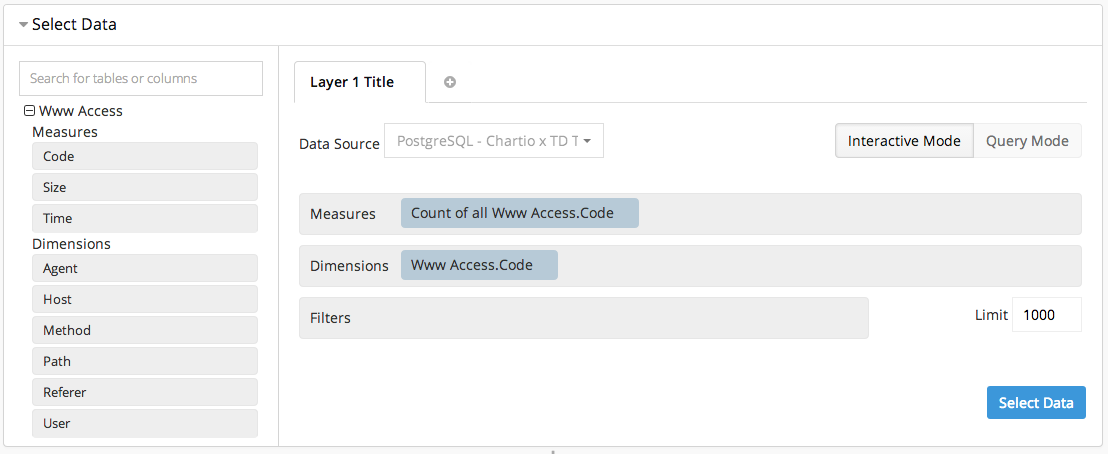 Select Data
Search for tables or columns
Www Access
Measures
Code
Size
Time
Dimensions
Agent
Host
Method
Path
Referer
User
Layer 1 Title
Data Source PostgreSQL - Chartio x TD T
Interactive Mode Query Mode
Measures Count of all Www Access.Code
Dimensions Www Access.Code
Filters
Limit 1000
Select Data